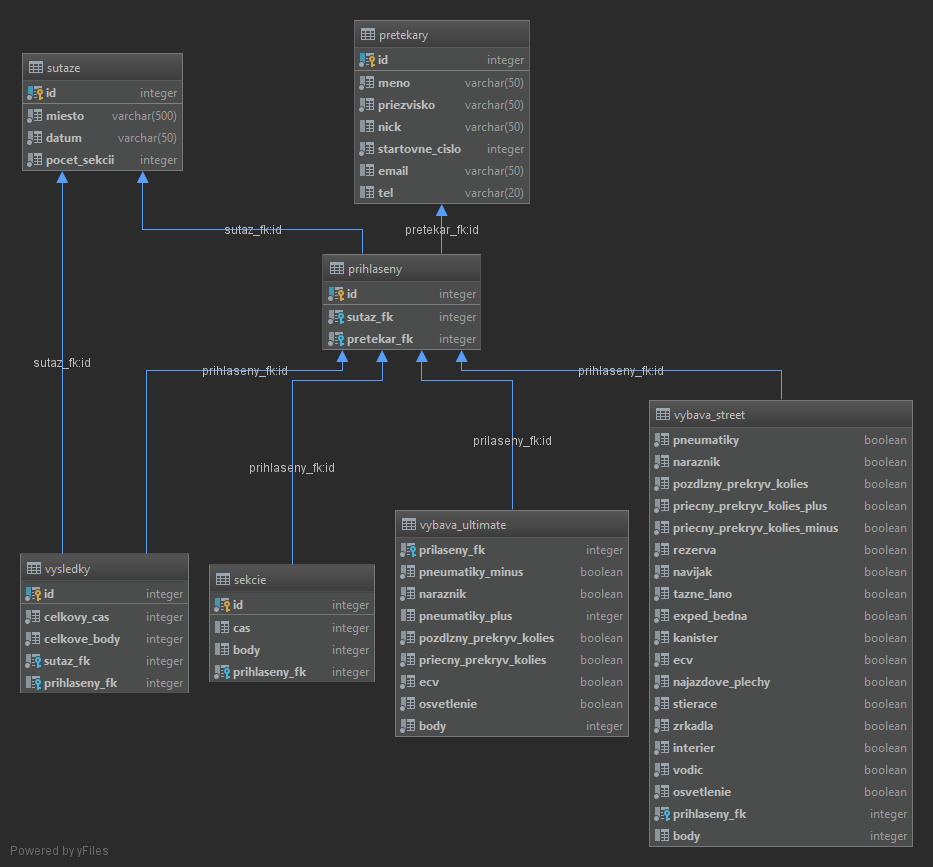 pretekary
id integer
meno varchar(50)
priezvisko varchar(50)
nick varchar(50)
startovne_cislo integer
email varchar(50)
tel varchar(20)
sutaze
id integer
miesto varchar(500)
datum varchar(50)
pocet_sekcii integer
sutaz_fk:id
pretekar_fk:id
prihlaseny
id integer
sutaz_fk integer
pretekar_fk integer
sutaz_fk:id
prihlaseny_fk:id
prihlaseny_fk:id
prilaseny_fk:id
prihlaseny_fk:id
vysledky
id integer
celkovy_cas integer
celkove_body integer
sutaz_fk integer
prihlaseny_fk integer
sekcie
id integer
cas integer
body integer
prihlaseny_fk integer
vybava_ultimate
prilaseny_fk integer
pneumatiky_minus boolean
naraznik boolean
pneumatiky_plus integer
pozdlzny_prekryv_kolies boolean
priecny_prekryv_kolies boolean
ecv boolean
osvetlenie boolean
body integer
vybava_street
pneumatiky boolean
naraznik boolean
pozdlzny_prekryv_kolies boolean
priecny_prekryv_kolies_plus boolean
priecny_prekryv_kolies_minus boolean
rezerva boolean
navijak boolean
tazne_lano boolean
exped_bedna boolean
kanister boolean
ecv boolean
najazdove_plechy boolean
stierace boolean
zrkadla boolean
interier boolean
vodic boolean
osvetlenie boolean
prihlaseny_fk integer
body integer
Powered by yFiles